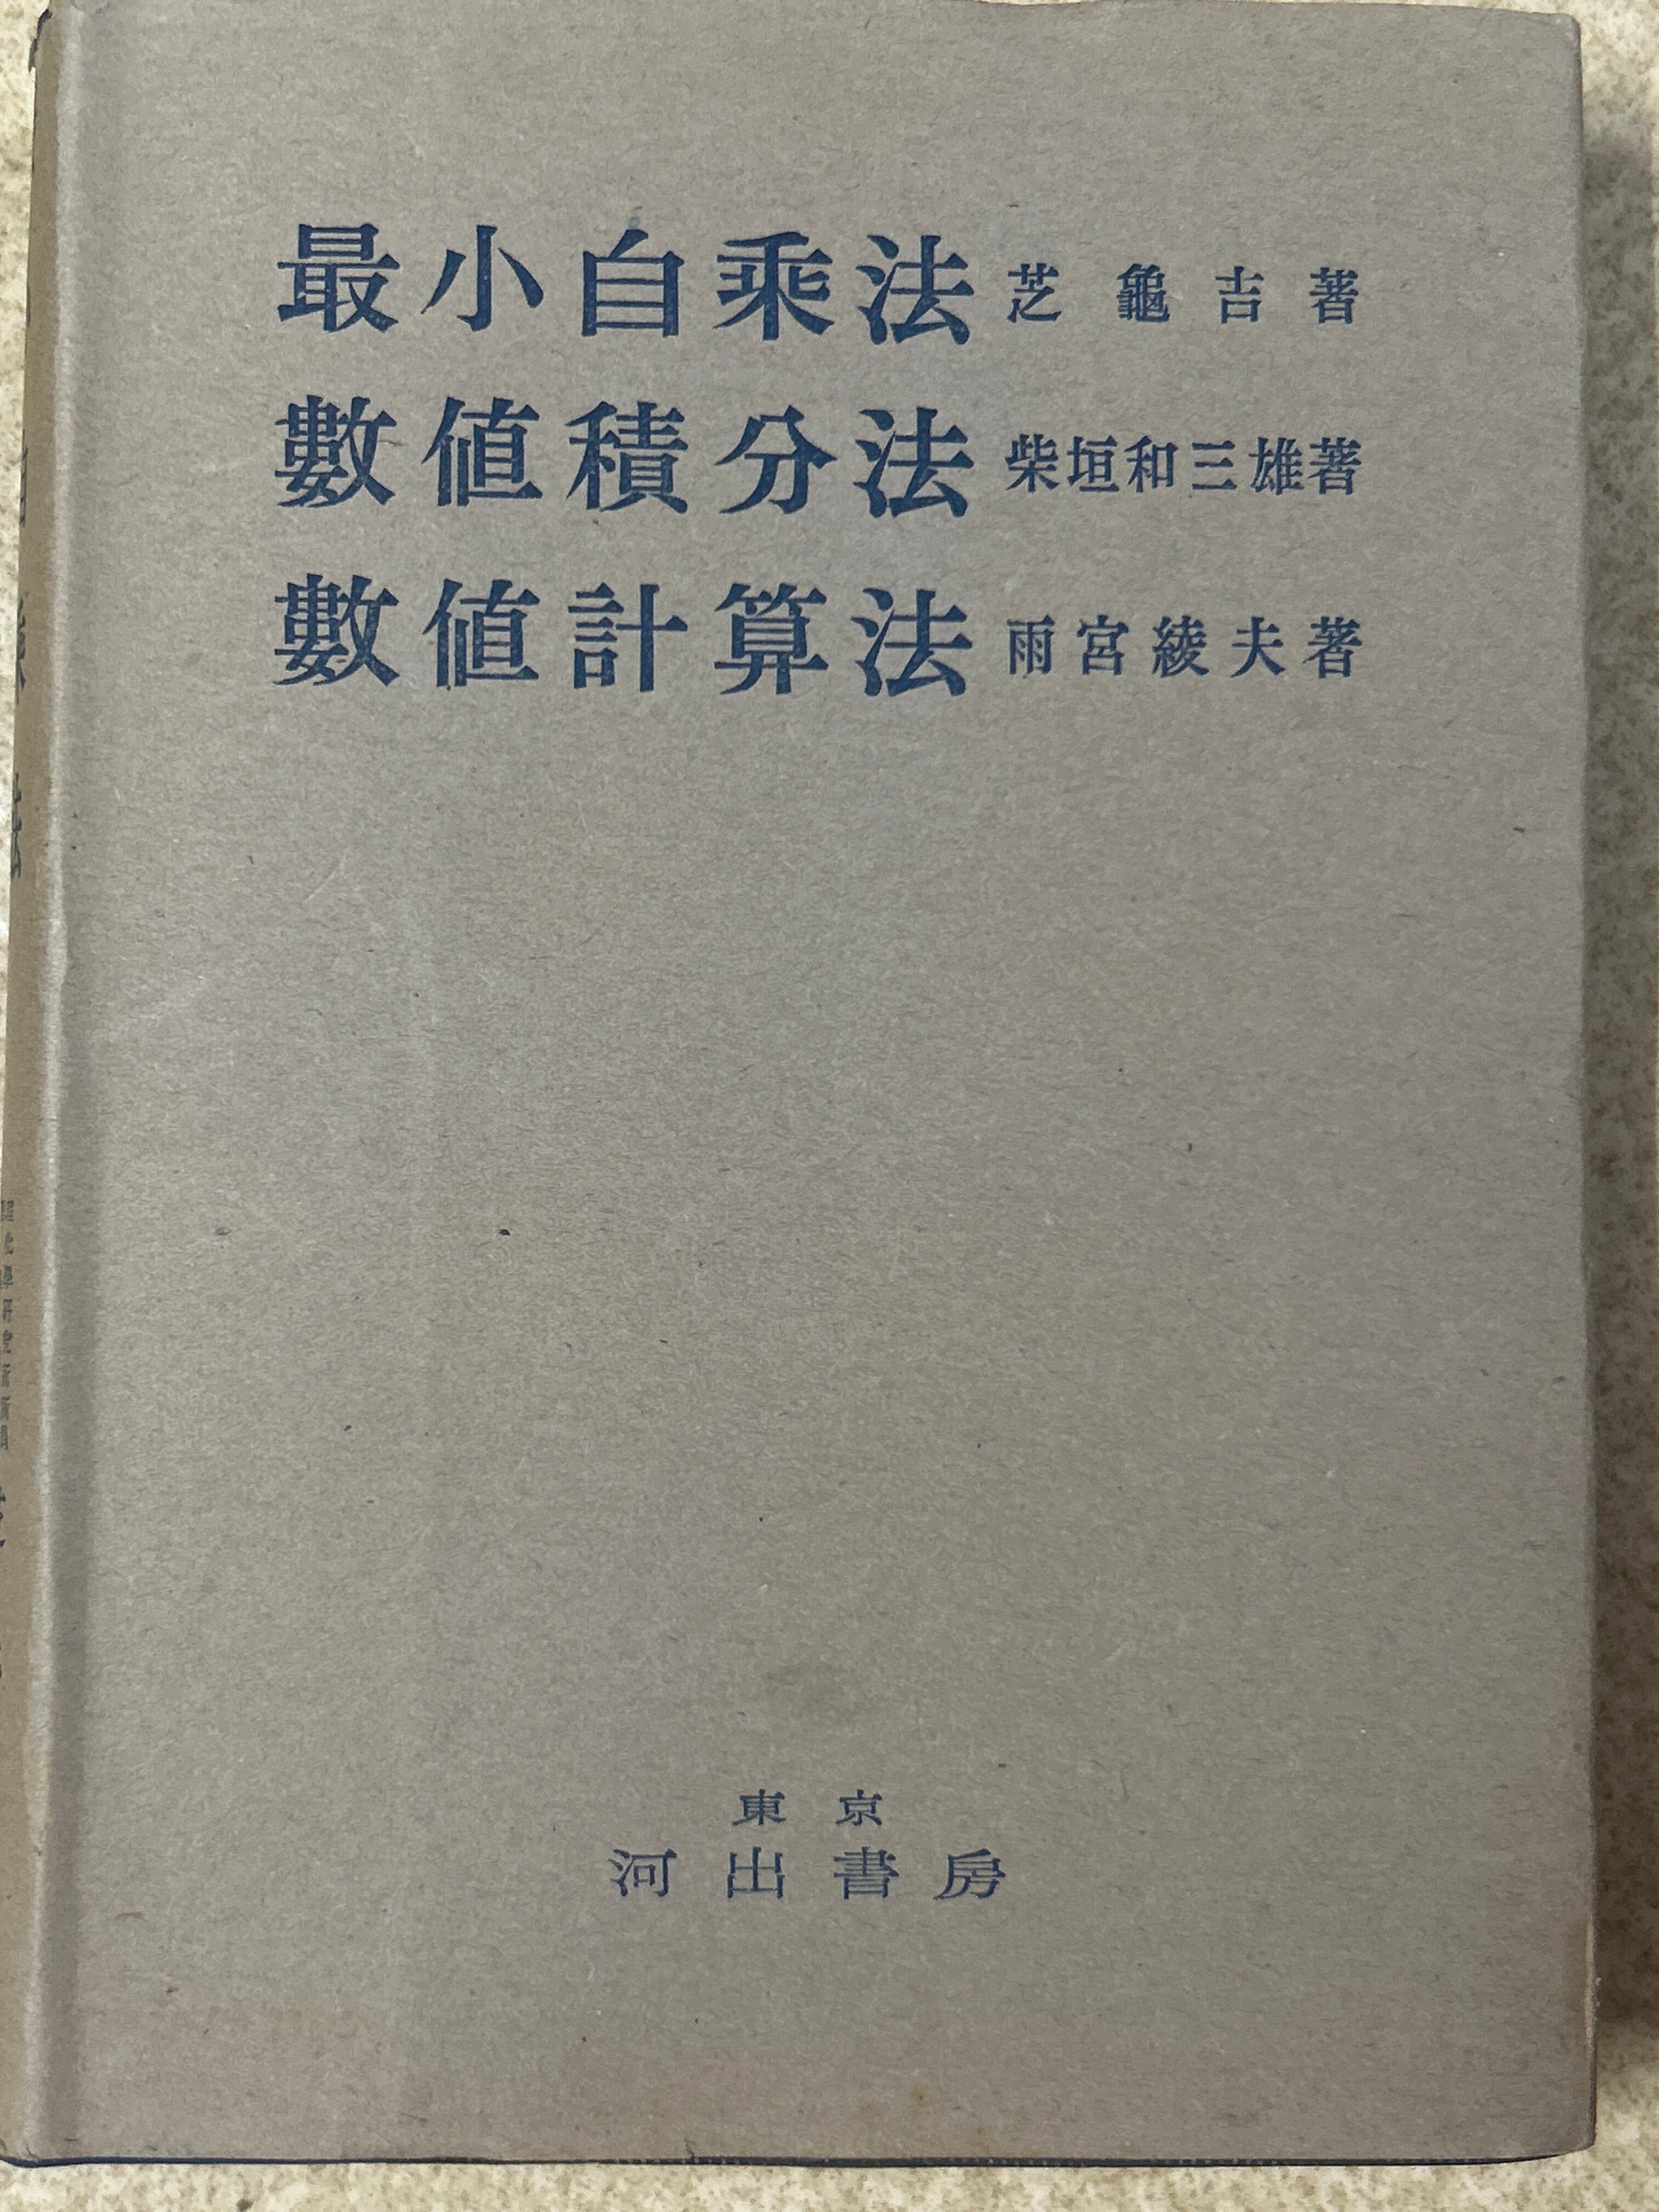 最小自乘法 芝龜吉著
數値積分法 柴垣和三雄著
數値計算法 雨宮綾夫著
東京
河出書房